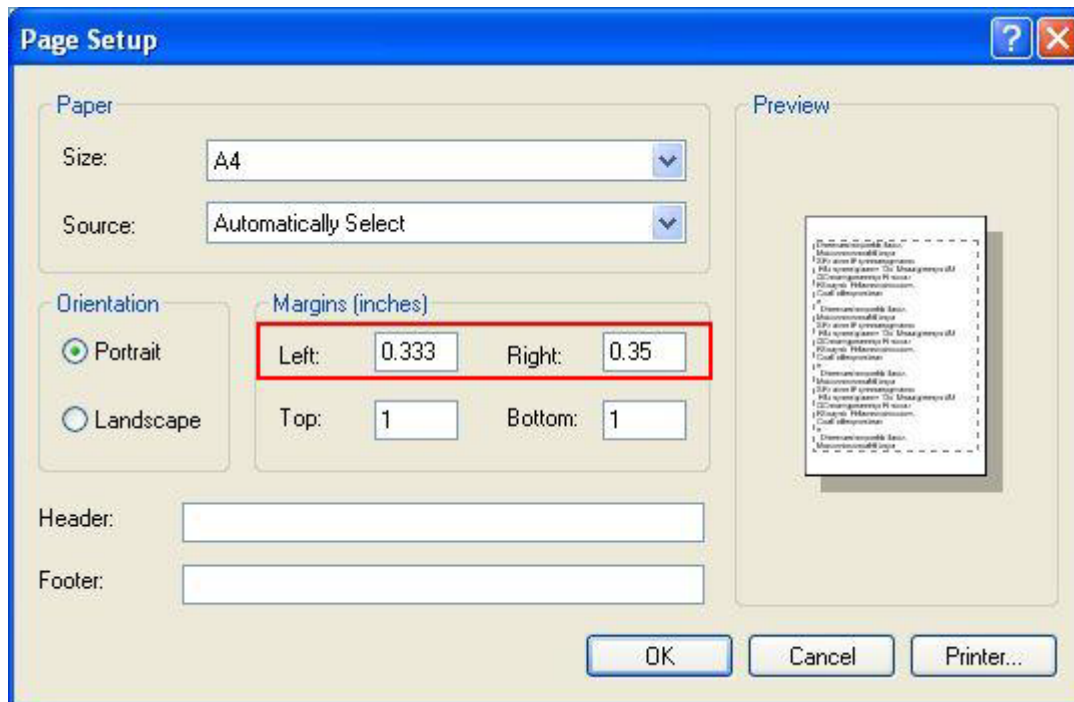 Page Setup
Paper
Preview
Size:
A4
Source:
Automatically Select
Orientation
Margins (inches)
Portrait
Left:
0.333
Right:
0.35
Landscape
Top:
1
Bottom:
1
Header:
Footer:
OK
Cancel
Printer...